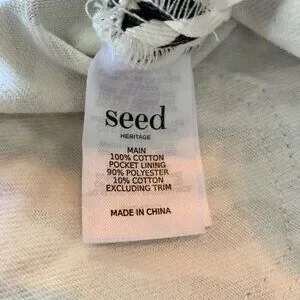 seed
HERITAGE
MAIN
100% COTTON
POCKET LINING
90% POLYESTER
10% COTTON
EXCLUDING TRIM
MADE IN CHINA